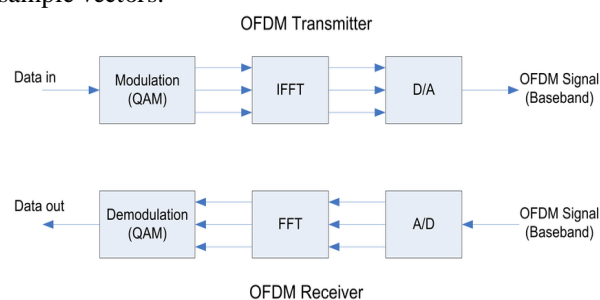 sample vectors.
OFDM Transmitter
Data in
Modulation
(QAM)
IFFT
D/A
OFDM Signal
(Baseband)
Data out
Demodulation
(QAM)
FFT
A/D
OFDM Signal
(Baseband)
OFDM Receiver